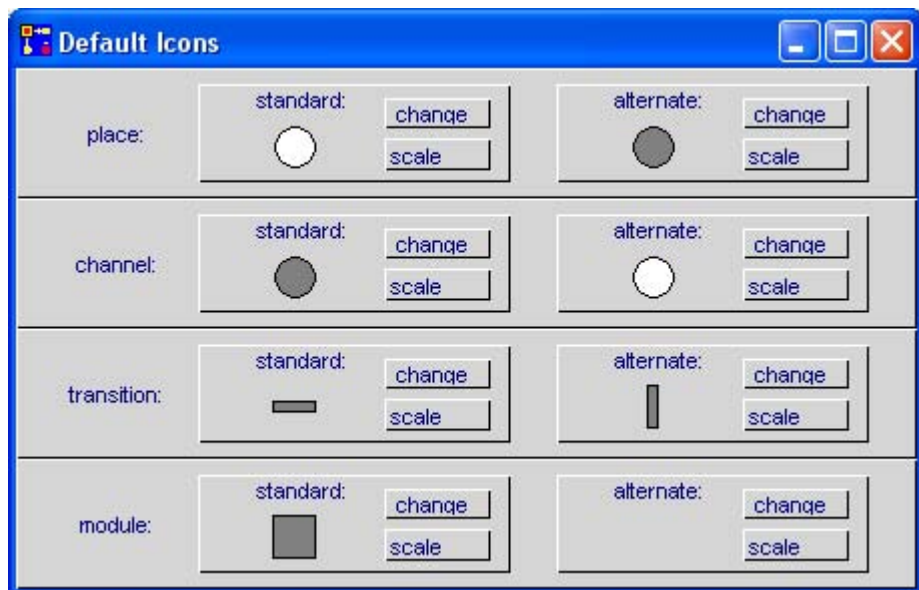 Default Icons
place:
standard:
change
scale
alternate:
change
scale
channel:
standard:
change
scale
alternate:
change
scale
transition:
standard:
change
scale
alternate:
change
scale
module:
standard:
change
scale
alternate:
change
scale